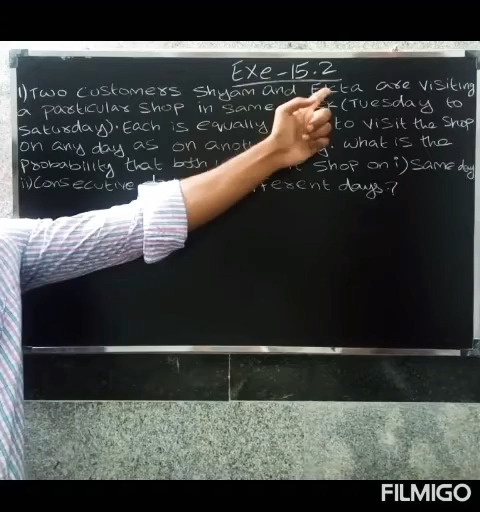 Exe-15.2
1) Two customers Shyam and Ekta are visiting
a particular shop in same (Tuesday to
Saturday). Each is equally to visit the shop
on any day as on what is the
Probability that both shop on i) Same day
ii) Consecutive days?
FILMIGO